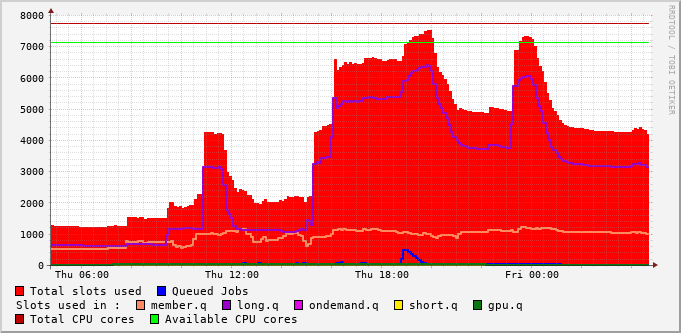 8000
7000
6000
5000
4000
3000
2000
1000
0
Thu 06:00 Thu 12:00 Thu 18:00 Fri 00:00
RRDTOOL / TOBI OETIKER
Total slots used Queued Jobs
Slots used in : member.q long.q ondemand.q short.q gpu.q
Total CPU cores Available CPU cores